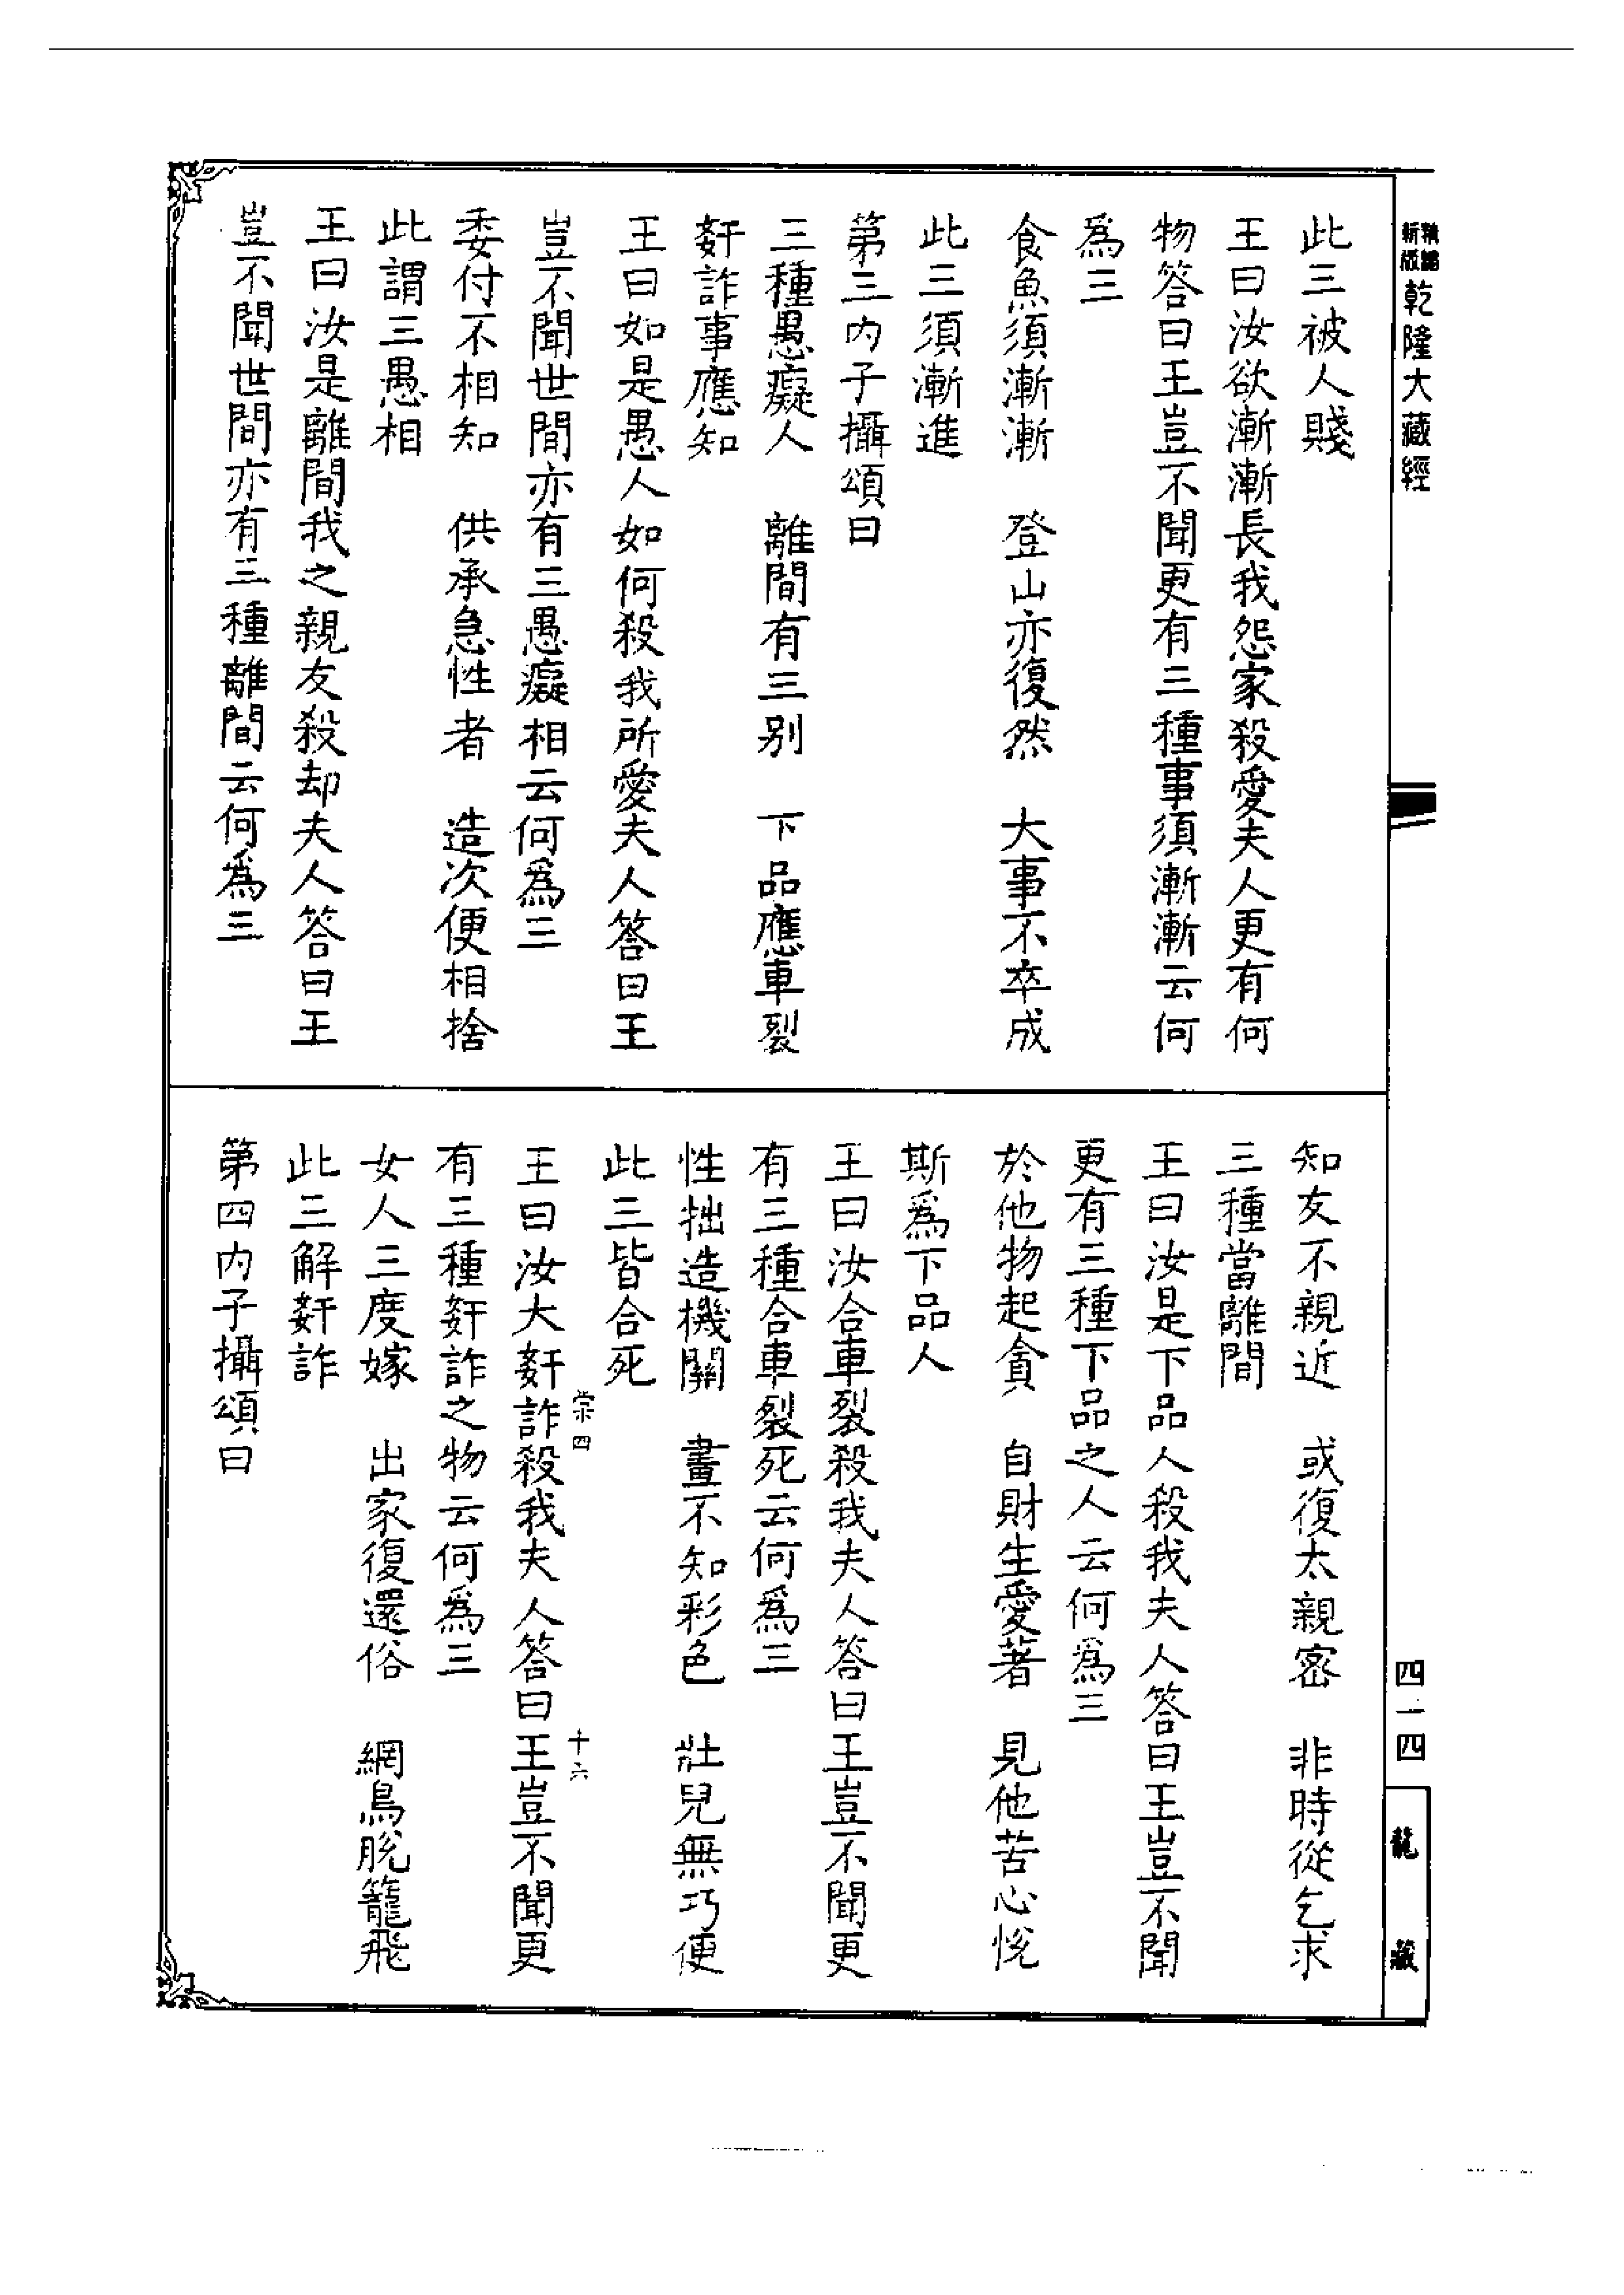 乾隆大藏經
此三被人賤
王曰汝欲漸漸長我怨家殺愛夫人更有何
物答曰王豈不聞更有三種事須漸漸云何
爲三
食魚須漸漸　登山亦復然　大事不卒成
此三須漸進
第三內子攝頌曰
三種愚癡人　離間有三別　下品應車裂
姧詐事應知
王曰如是愚人如何殺我所愛夫人答曰王
豈不聞世間亦有三愚癡相云何爲三
委付不相知　供承急性者　造次便相捨
此謂三愚相
王曰汝是離間我之親友殺却夫人答曰王
豈不聞世間亦有三種離間云何爲三
知友不親近　或復太親密　非時從乞求
三種當離間
王曰汝是下品人殺我夫人答曰王豈不聞
更有三種下品之人云何爲三
於他物起貪　自財生愛著　見他苦心悅
斯爲下品人
王曰汝合車裂殺我夫人答曰王豈不聞更
有三種合車裂死云何爲三
性拙造機關　畫不知彩色　壯兒無巧便
此三皆合死
崇四　十六
王曰汝大姧詐殺我夫人答曰王豈不聞更
有三種姧詐之物云何爲三
女人三度嫁　出家復還俗　網鳥脫籠飛
此三解姧詐
第四內子攝頌曰
四一四
龍藏